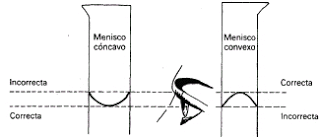 Menisco
cóncavo
Menisco
convexo
Incorrecta
Correcta
Correcta
Incorrecta